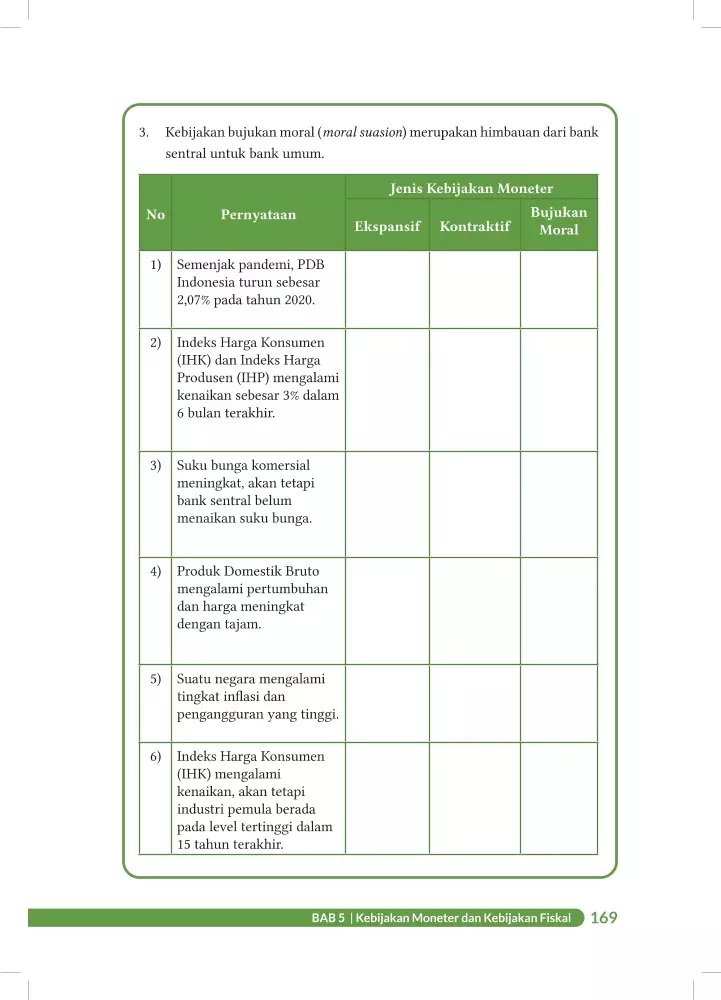 3. Kebijakan bujukan moral (moral suasion) merupakan himbauan dari bank
sentral untuk bank umum.
No
Pernyataan
Jenis Kebijakan Moneter
Ekspansif
Kontraktif
Bujukan
Moral
1) Semenjak pandemi, PDB
Indonesia turun sebesar
2,07% pada tahun 2020.
2) Indeks Harga Konsumen
(IHK) dan Indeks Harga
Produsen (IHP) mengalami
kenaikan sebesar 3% dalam
6 bulan terakhir.
3) Suku bunga komersial
meningkat, akan tetapi
bank sentral belum
menaikan suku bunga.
4) Produk Domestik Bruto
mengalami pertumbuhan
dan harga meningkat
dengan tajam.
5) Suatu negara mengalami
tingkat inflasi dan
pengangguran yang tinggi.
6) Indeks Harga Konsumen
(IHK) mengalami
kenaikan, akan tetapi
industri pemula berada
pada level tertinggi dalam
15 tahun terakhir.
BAB 5 | Kebijakan Moneter dan Kebijakan Fiskal 169